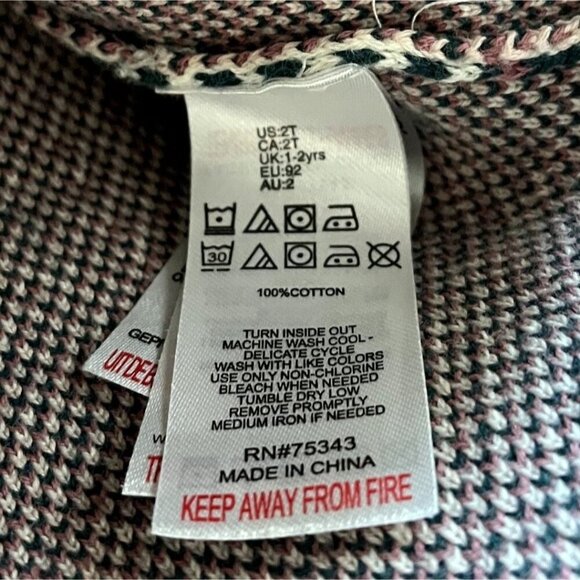 US:2T
CA:2T
UK:1-2yrs
EU:92
AU:2
30
100%COTTON
TURN INSIDE OUT
MACHINE WASH COOL -
DELICATE CYCLE
WASH WITH LIKE COLORS
USE ONLY NON-CHLORINE
BLEACH WHEN NEEDED
TUMBLE DRY LOW
REMOVE PROMPTLY
MEDIUM IRON IF NEEDED
RN#75343
MADE IN CHINA
KEEP AWAY FROM FIRE
UIT DE